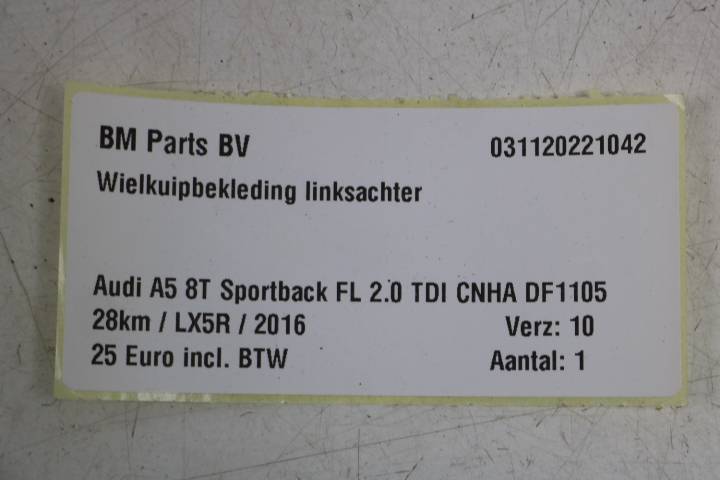 BM Parts BV 031120221042
Wielkuipbekleding linksachter
Audi A5 8T Sportback FL 2.0 TDI CNHA DF1105
28km / LX5R / 2016 Verz: 10
25 Euro incl. BTW Aantal: 1